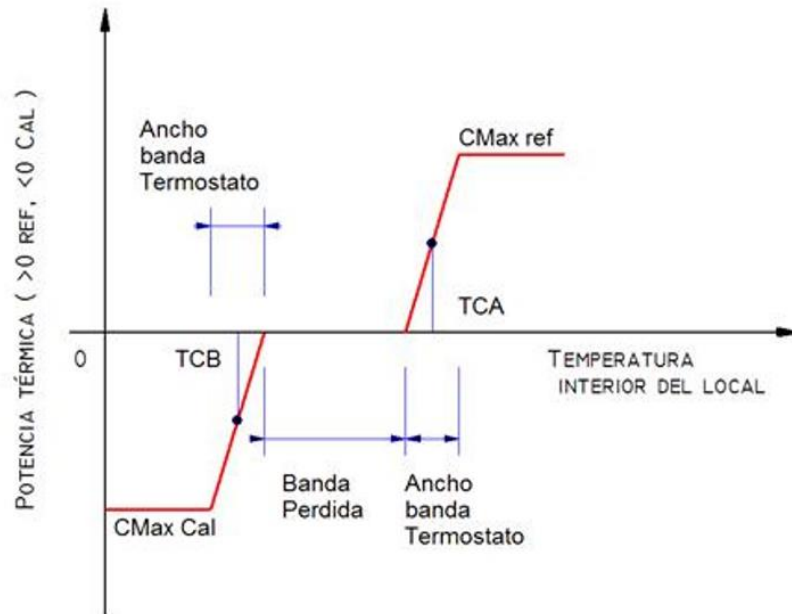 POTENCIA TÉRMICA ( >0 REF, <0 CAL )
Ancho
banda
Termostato
CMax ref
TCA
0
TCB
TEMPERATURA
INTERIOR DEL LOCAL
Banda
Perdida
Ancho
banda
Termostato
CMax Cal